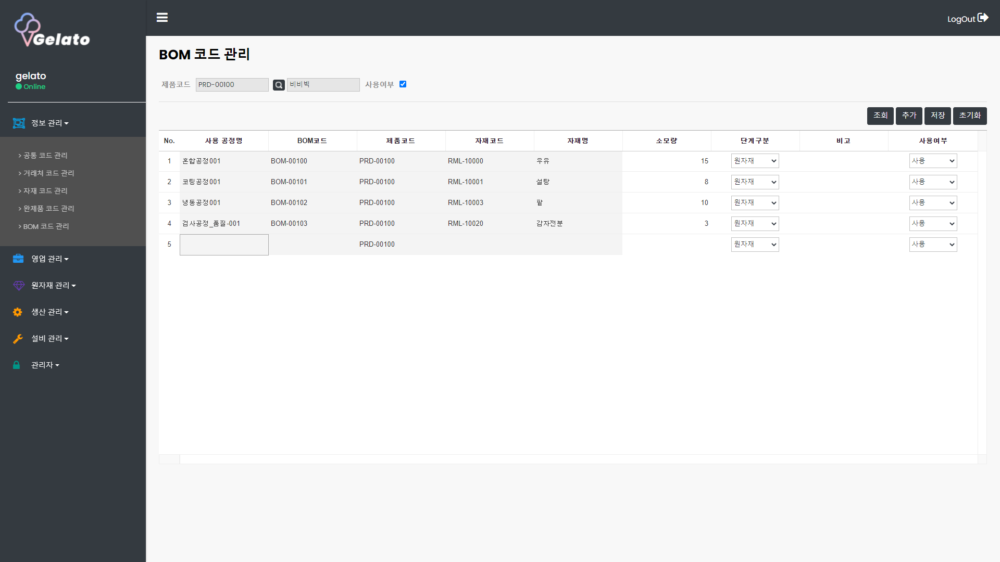 LogOut
Gelato
gelato
Online
정보 관리
> 공통 코드 관리
> 거래처 코드 관리
> 자재 코드 관리
> 완제품 코드 관리
> BOM 코드 관리
영업 관리
원자재 관리
생산 관리
설비 관리
관리자
BOM 코드 관리
제품코드 PRD-00100 비비빅 사용여부
조회 추가 저장 초기화
No. 사용 공정명 BOM코드 제품코드 자재코드 자재명 소모량 단계구분 비고 사용여부
1 혼합공정001 BOM-00100 PRD-00100 RML-10000 우유 15 원자재 사용
2 코팅공정001 BOM-00101 PRD-00100 RML-10001 설탕 8 원자재 사용
3 냉동공정001 BOM-00102 PRD-00100 RML-10003 팥 10 원자재 사용
4 검사공정_품질-001 BOM-00103 PRD-00100 RML-10020 감자전분 3 원자재 사용
5 PRD-00100 원자재 사용